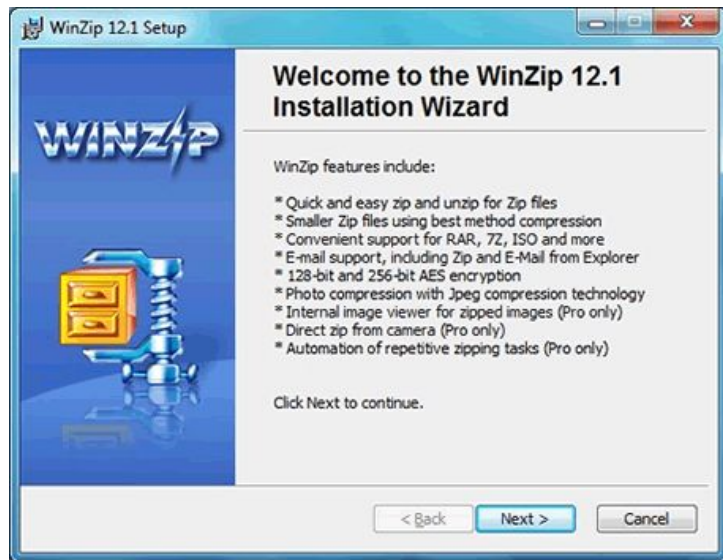 WinZip 12.1 Setup
WINZIP
Welcome to the WinZip 12.1
Installation Wizard
WinZip features include:
* Quick and easy zip and unzip for Zip files
* Smaller Zip files using best method compression
* Convenient support for RAR, 7Z, ISO and more
* E-mail support, including Zip and E-Mail from Explorer
* 128-bit and 256-bit AES encryption
* Photo compression with Jpeg compression technology
* Internal image viewer for zipped images (Pro only)
* Direct zip from camera (Pro only)
* Automation of repetitive zipping tasks (Pro only)
Click Next to continue.
< Back Next > Cancel